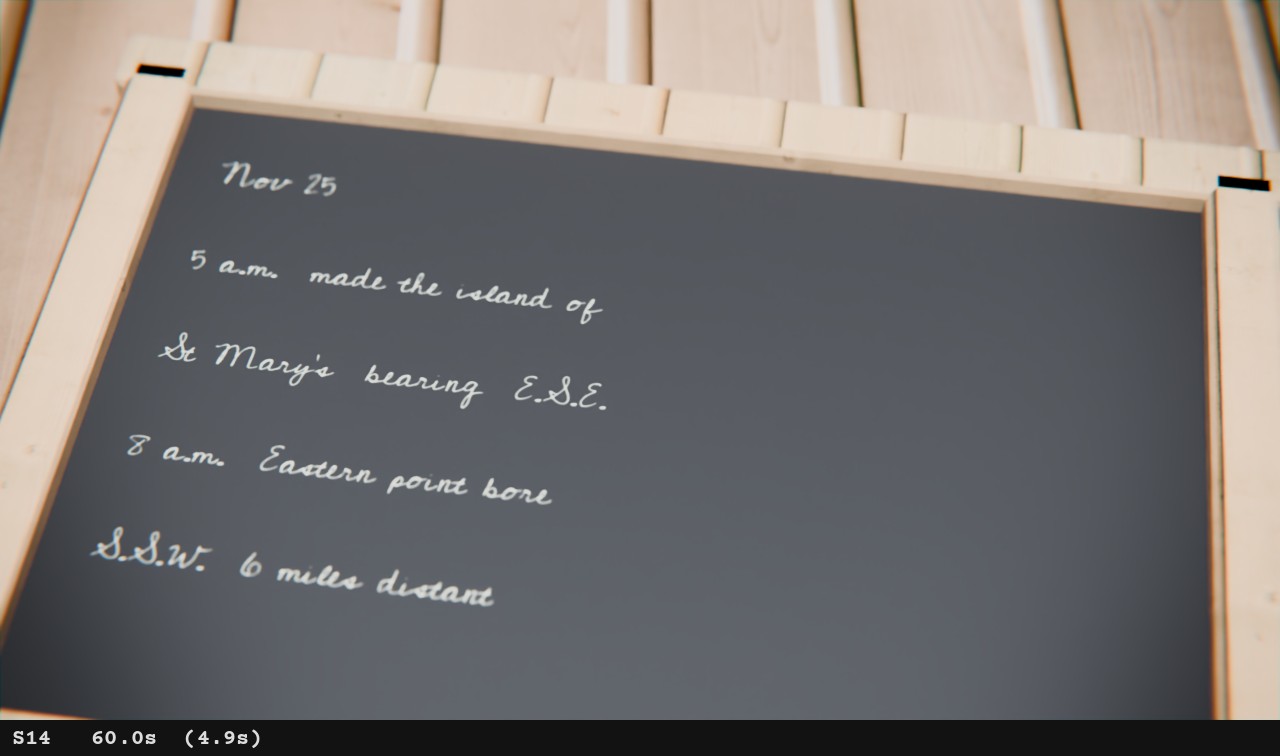 Nov 25
5 a.m. made the island of
St Mary's bearing E.S.E.
8 a.m. Eastern point bore
S.S.W. 6 miles distant
S14 60.0s (4.9s)